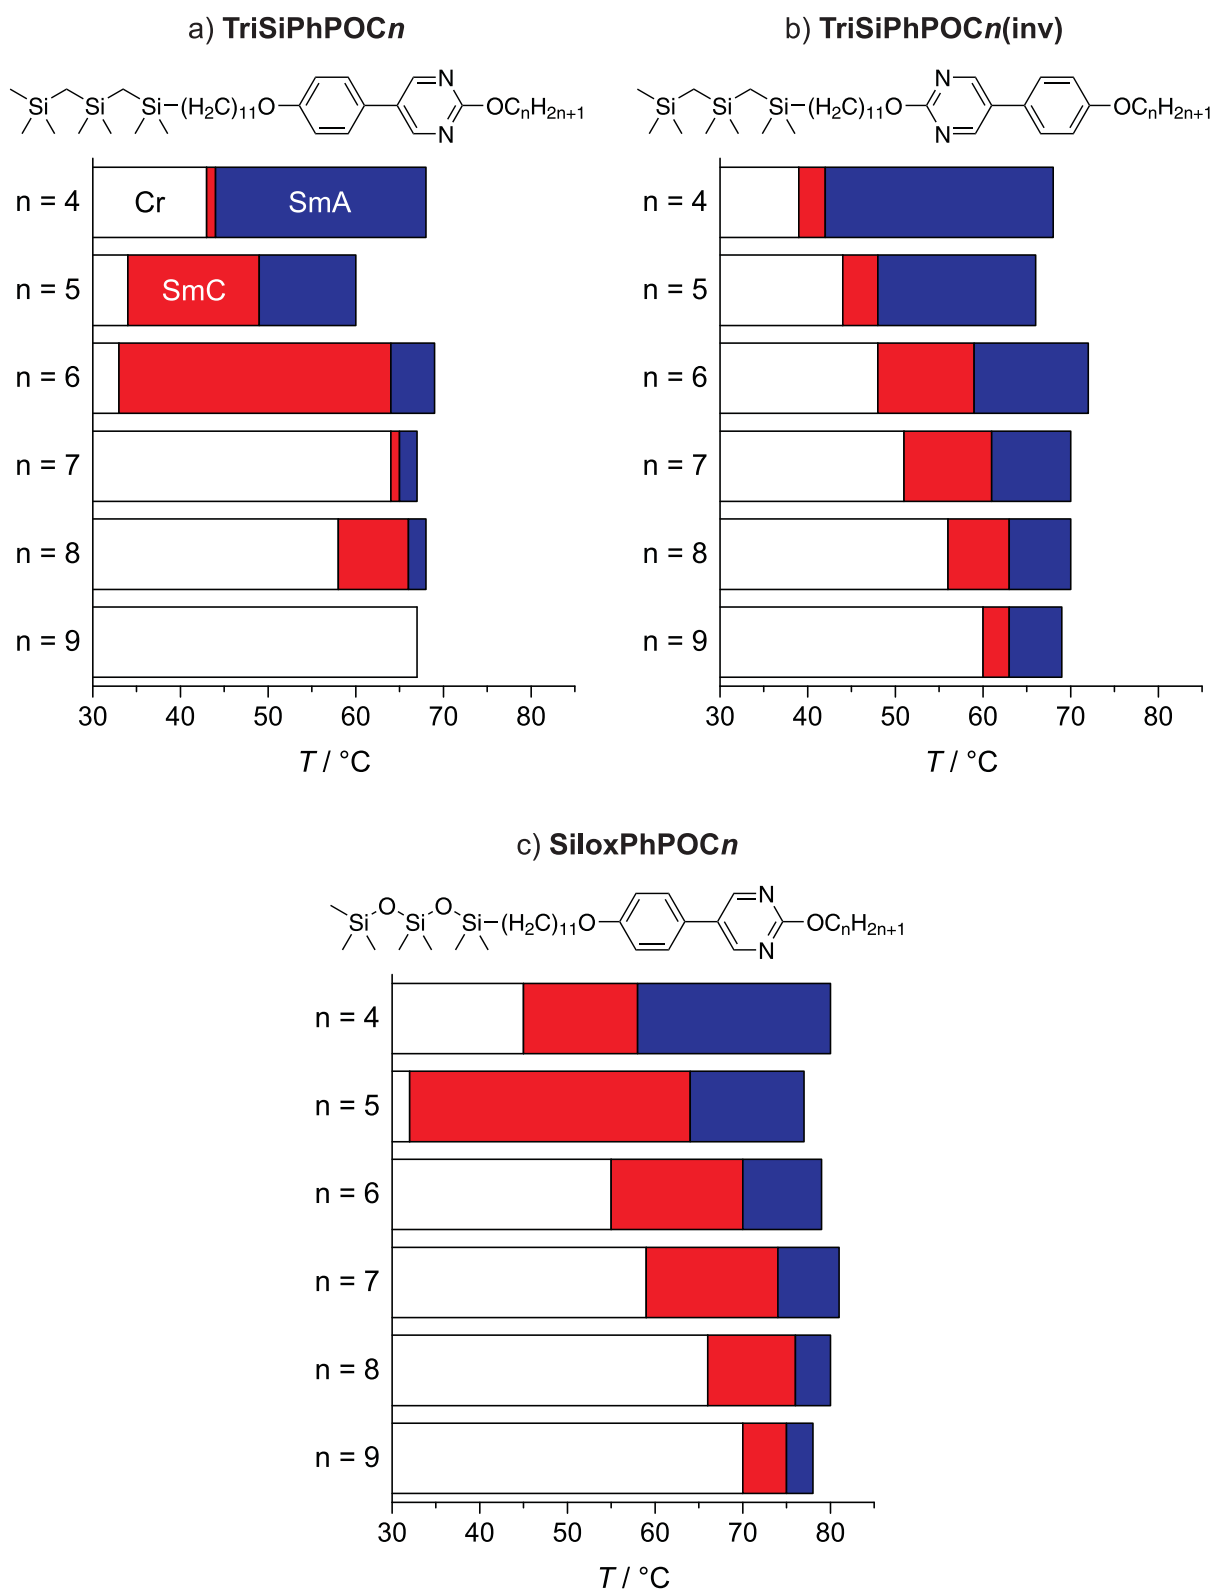 a) TriSiPhPOCn
b) TriSiPhPOCn(inv)
Si Si Si (H2C)11O N N OCnH2n+1
Si Si Si (H2C)11O N N OCnH2n+1
n = 4 Cr SmA
n = 5 SmC
n = 6
n = 7
n = 8
n = 9
30 40 50 60 70 80
T / °C
n = 4
n = 5
n = 6
n = 7
n = 8
n = 9
30 40 50 60 70 80
T / °C
c) SiloxPhPOCn
Si O Si O Si (H2C)11O N N OCnH2n+1
n = 4
n = 5
n = 6
n = 7
n = 8
n = 9
30 40 50 60 70 80
T / °C